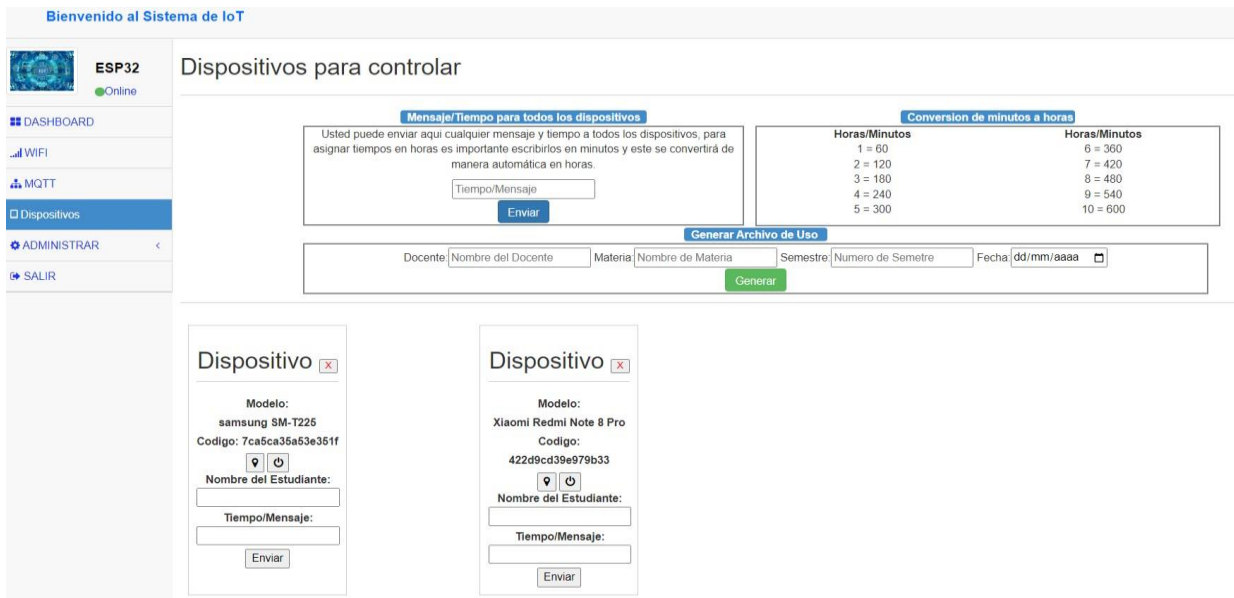 Bienvenido al Sistema de IoT
ESP32
Online
DASHBOARD
WIFI
MQTT
Dispositivos
ADMINISTRAR <
SALIR
Dispositivos para controlar
Mensaje/Tiempo para todos los dispositivos
Usted puede enviar aqui cualquier mensaje y tiempo a todos los dispositivos, para
asignar tiempos en horas es importante escribirlos en minutos y este se convertirá de
manera automática en horas.
Tiempo/Mensaje
Enviar
Conversion de minutos a horas
Horas/Minutos Horas/Minutos
1 = 60 6 = 360
2 = 120 7 = 420
3 = 180 8 = 480
4 = 240 9 = 540
5 = 300 10 = 600
Generar Archivo de Uso
Docente: Nombre del Docente Materia: Nombre de Materia Semestre: Numero de Semetre Fecha: dd/mm/aaaa
Generar
Dispositivo X
Modelo:
samsung SM-T225
Codigo: 7ca5ca35a53e351f
Nombre del Estudiante:
Tiempo/Mensaje:
Enviar
Dispositivo X
Modelo:
Xiaomi Redmi Note 8 Pro
Codigo:
422d9cd39e979b33
Nombre del Estudiante:
Tiempo/Mensaje:
Enviar